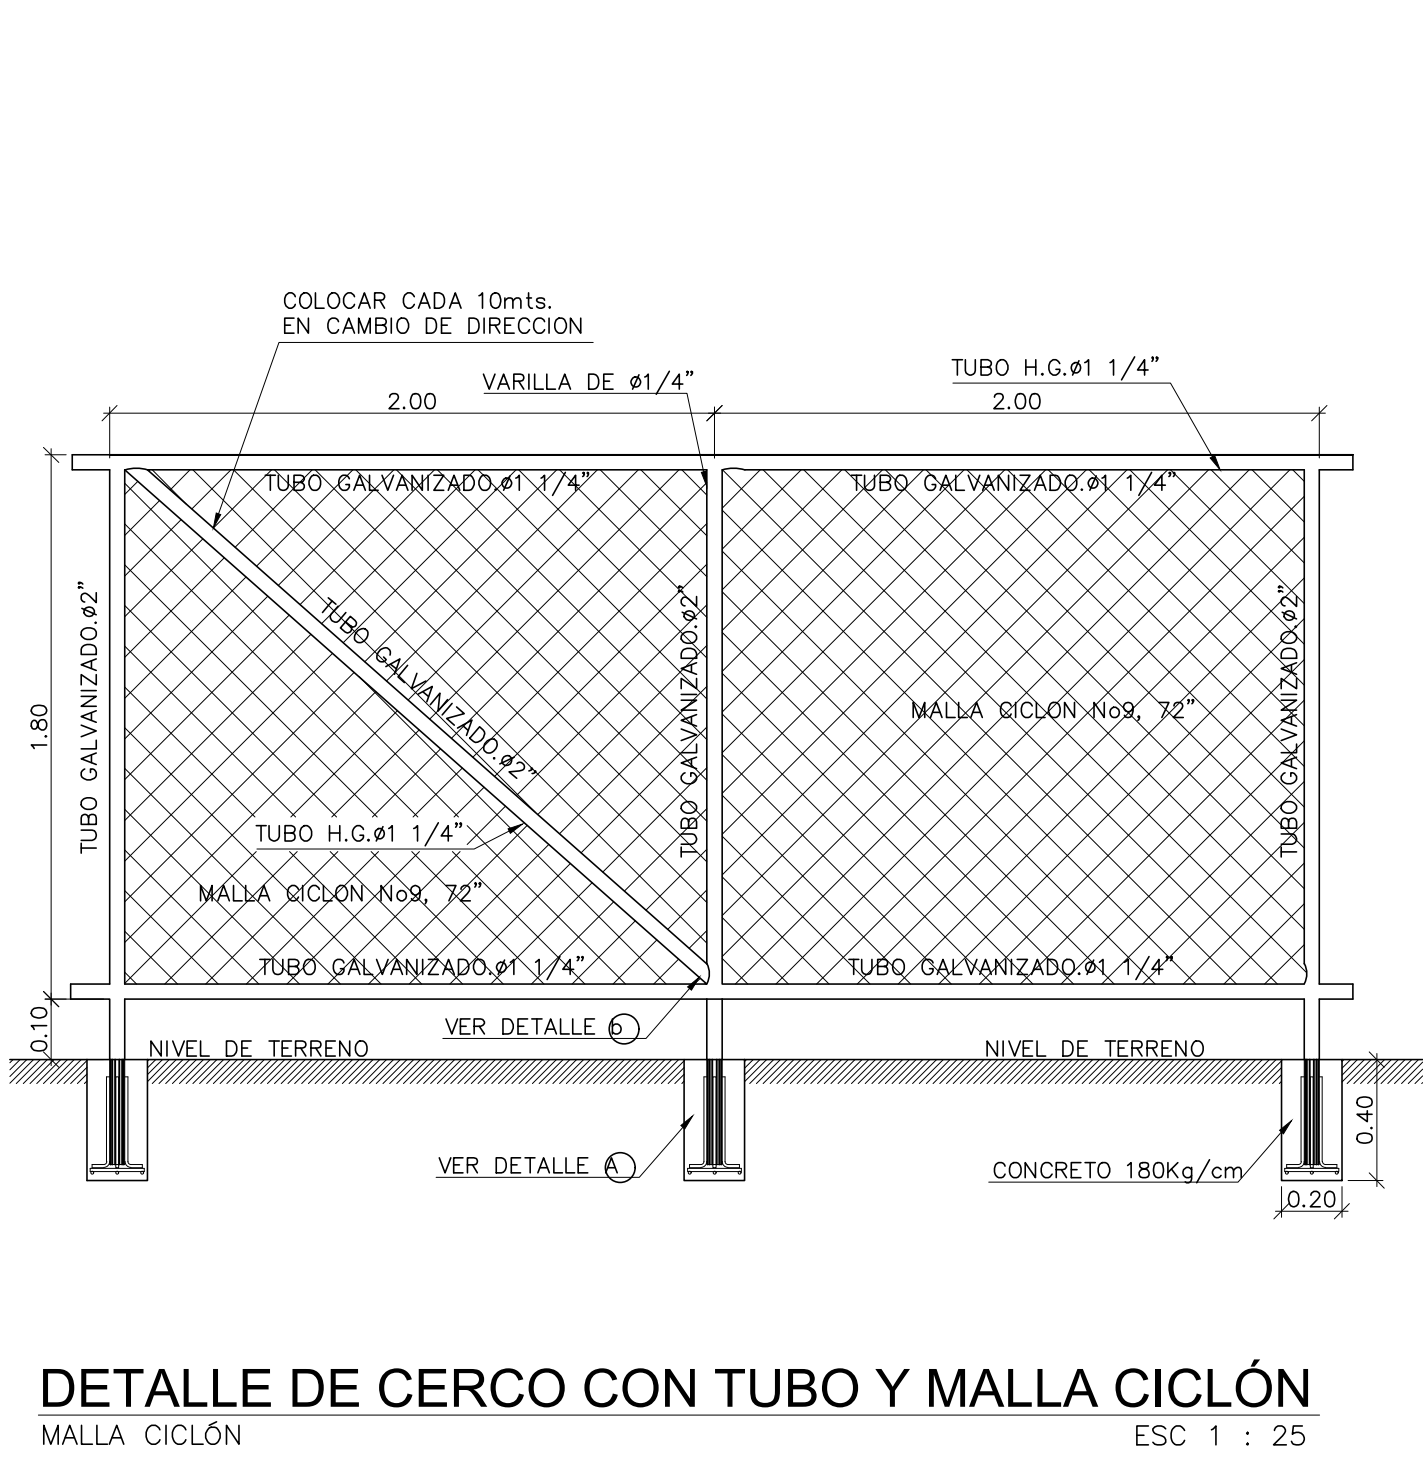 COLOCAR CADA 10mts.
EN CAMBIO DE DIRECCION
VARILLA DE ø1/4"
TUBO H.G.ø1 1/4"
2.00
2.00
TUBO GALVANIZADO.ø1 1/4"
TUBO GALVANIZADO.ø1 1/4"
TUBO GALVANIZADO.ø2"
TUBO GALVANIZADO.ø2"
TUBO GALVANIZADO.ø2"
TUBO GALVANIZADO.ø2"
1.80
MALLA CICLON No9, 72"
TUBO H.G.ø1 1/4"
MALLA CICLON No9, 72"
TUBO GALVANIZADO.ø1 1/4"
TUBO GALVANIZADO.ø1 1/4"
0.10
VER DETALLE b
NIVEL DE TERRENO
NIVEL DE TERRENO
0.40
VER DETALLE A
CONCRETO 180Kg/cm
0.20
DETALLE DE CERCO CON TUBO Y MALLA CICLÓN
MALLA CICLÓN
ESC 1 : 25